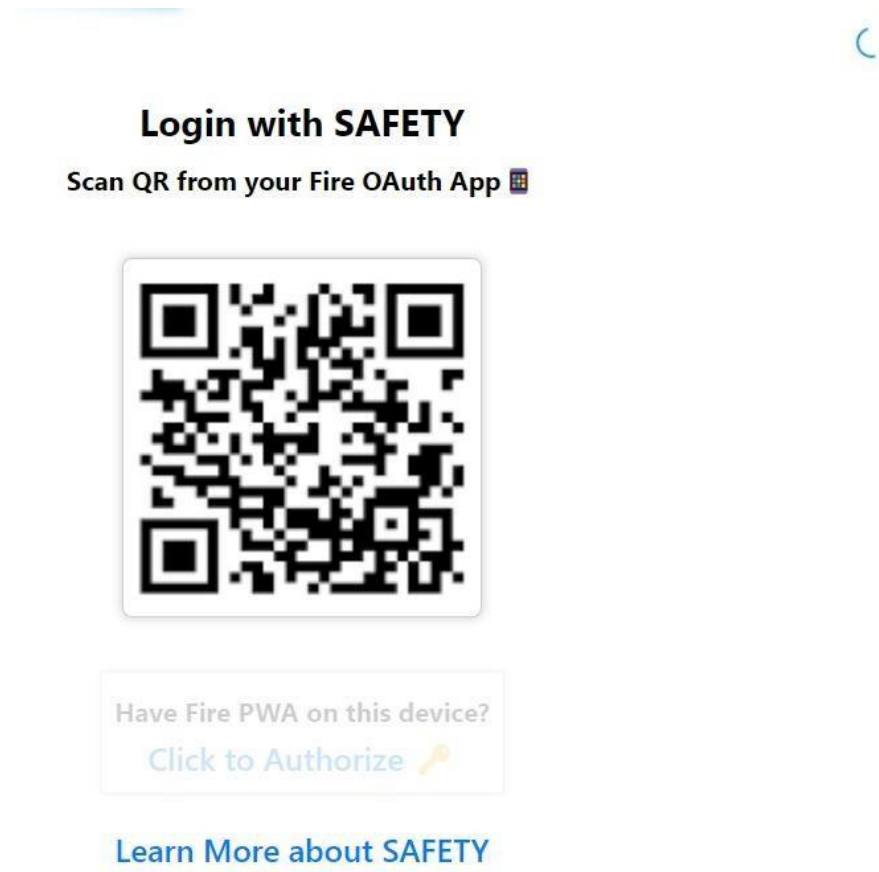 Login with SAFETY
Scan QR from your Fire OAuth App
Have Fire PWA on this device?
Click to Authorize 🔑
Learn More about SAFETY